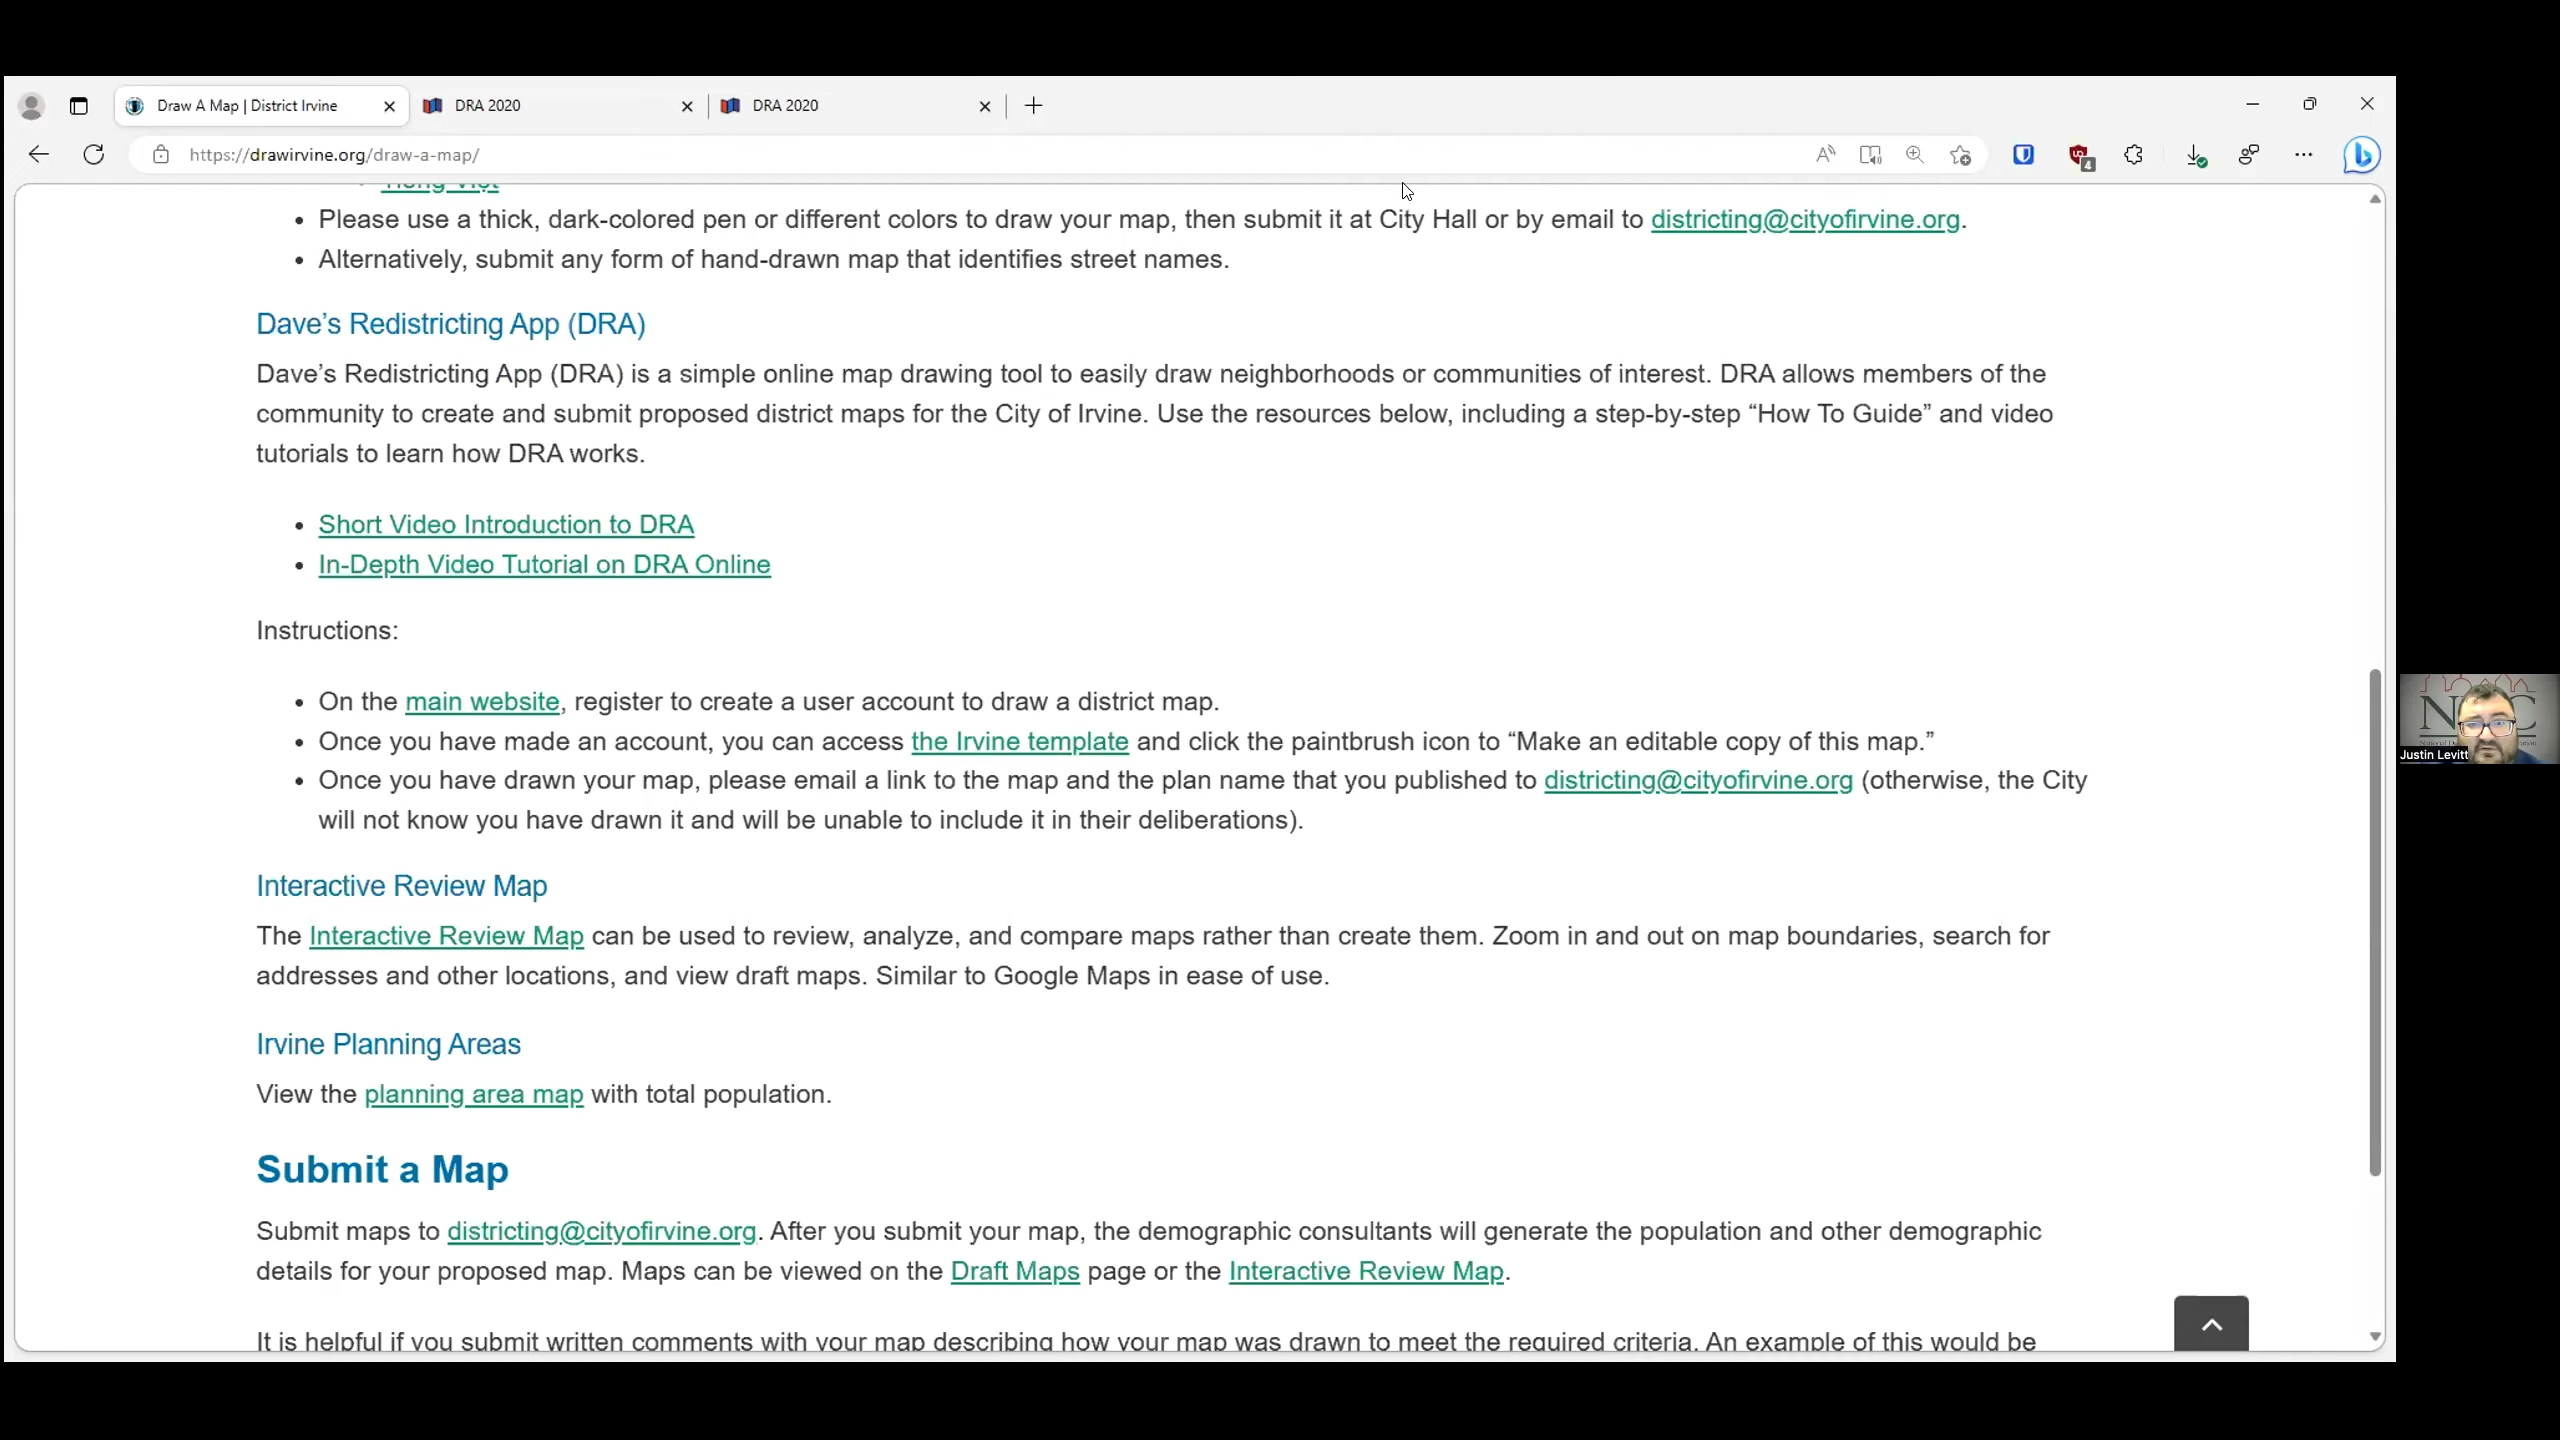 Draw A Map | District Irvine
DRA 2020
DRA 2020
https://drawirvine.org/draw-a-map/
4
Tiếng Việt
Please use a thick, dark-colored pen or different colors to draw your map, then submit it at City Hall or by email to districting@cityofirvine.org.
Alternatively, submit any form of hand-drawn map that identifies street names.
Dave’s Redistricting App (DRA)
Dave’s Redistricting App (DRA) is a simple online map drawing tool to easily draw neighborhoods or communities of interest. DRA allows members of the
community to create and submit proposed district maps for the City of Irvine. Use the resources below, including a step-by-step “How To Guide” and video
tutorials to learn how DRA works.
Short Video Introduction to DRA
In-Depth Video Tutorial on DRA Online
Instructions:
On the main website, register to create a user account to draw a district map.
Once you have made an account, you can access the Irvine template and click the paintbrush icon to “Make an editable copy of this map.”
Once you have drawn your map, please email a link to the map and the plan name that you published to districting@cityofirvine.org (otherwise, the City
will not know you have drawn it and will be unable to include it in their deliberations).
Interactive Review Map
The Interactive Review Map can be used to review, analyze, and compare maps rather than create them. Zoom in and out on map boundaries, search for
addresses and other locations, and view draft maps. Similar to Google Maps in ease of use.
Irvine Planning Areas
View the planning area map with total population.
Submit a Map
Submit maps to districting@cityofirvine.org. After you submit your map, the demographic consultants will generate the population and other demographic
details for your proposed map. Maps can be viewed on the Draft Maps page or the Interactive Review Map.
It is helpful if you submit written comments with your map describing how your map was drawn to meet the required criteria. An example of this would be
Justin Levitt